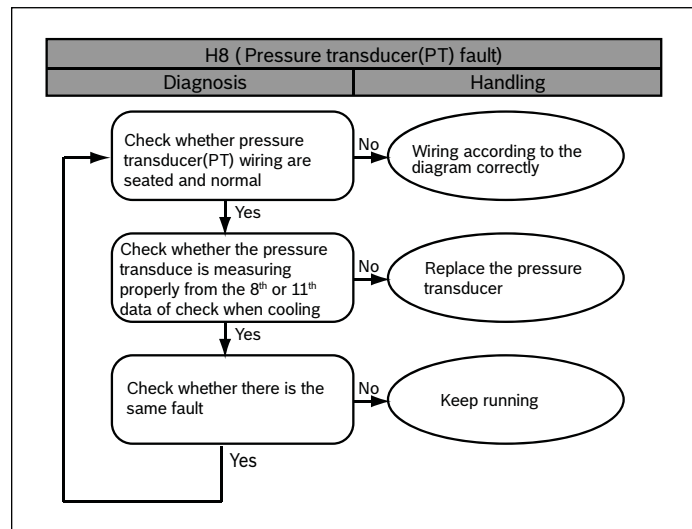 H8 ( Pressure transducer(PT) fault)
Diagnosis
Handling
Check whether pressure
transducer(PT) wiring are
seated and normal
No
Wiring according to the
diagram correctly
Yes
Check whether the pressure
transduce is measuring
properly from the 8th or 11th
data of check when cooling
No
Replace the pressure
transducer
Yes
Check whether there is the
same fault
No
Keep running
Yes